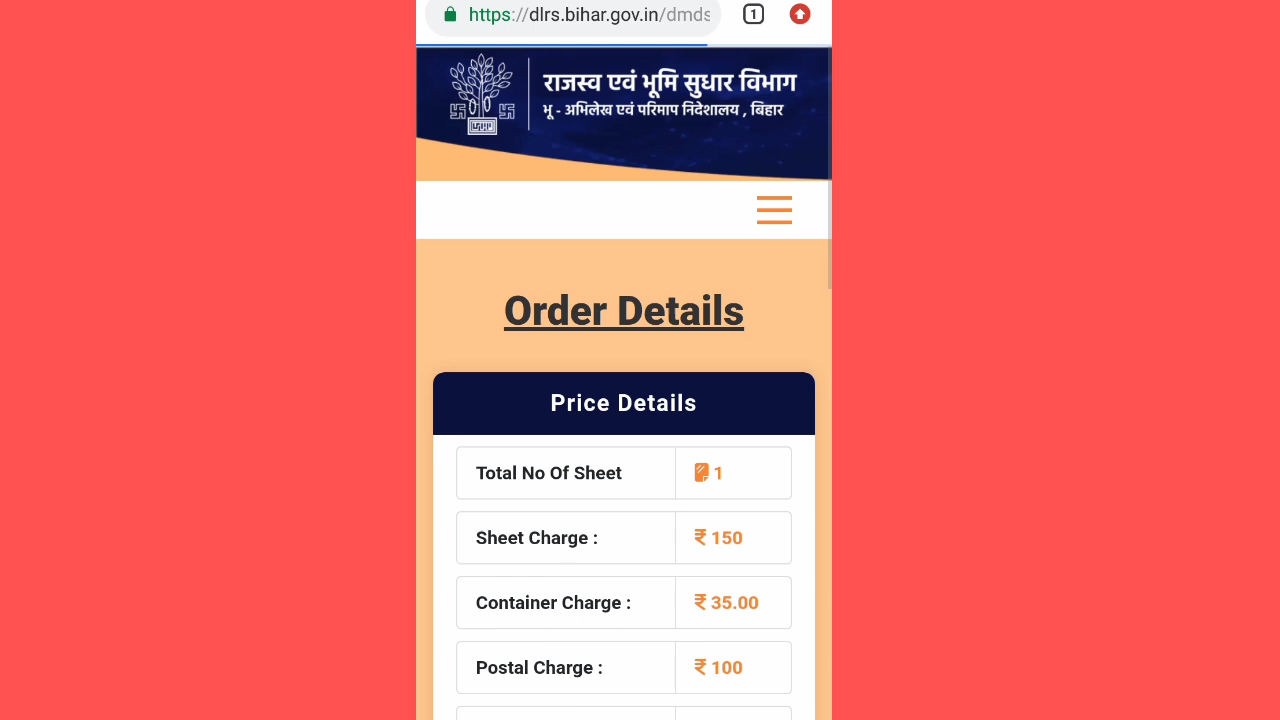 https://dlrs.bihar.gov.in/dmds
1
राजस्व एवं भूमि सुधार विभाग
भू - अभिलेख एवं परिमाप निदेशालय , बिहार
Order Details
Price Details
Total No Of Sheet 1
Sheet Charge : ₹ 150
Container Charge : ₹ 35.00
Postal Charge : ₹ 100